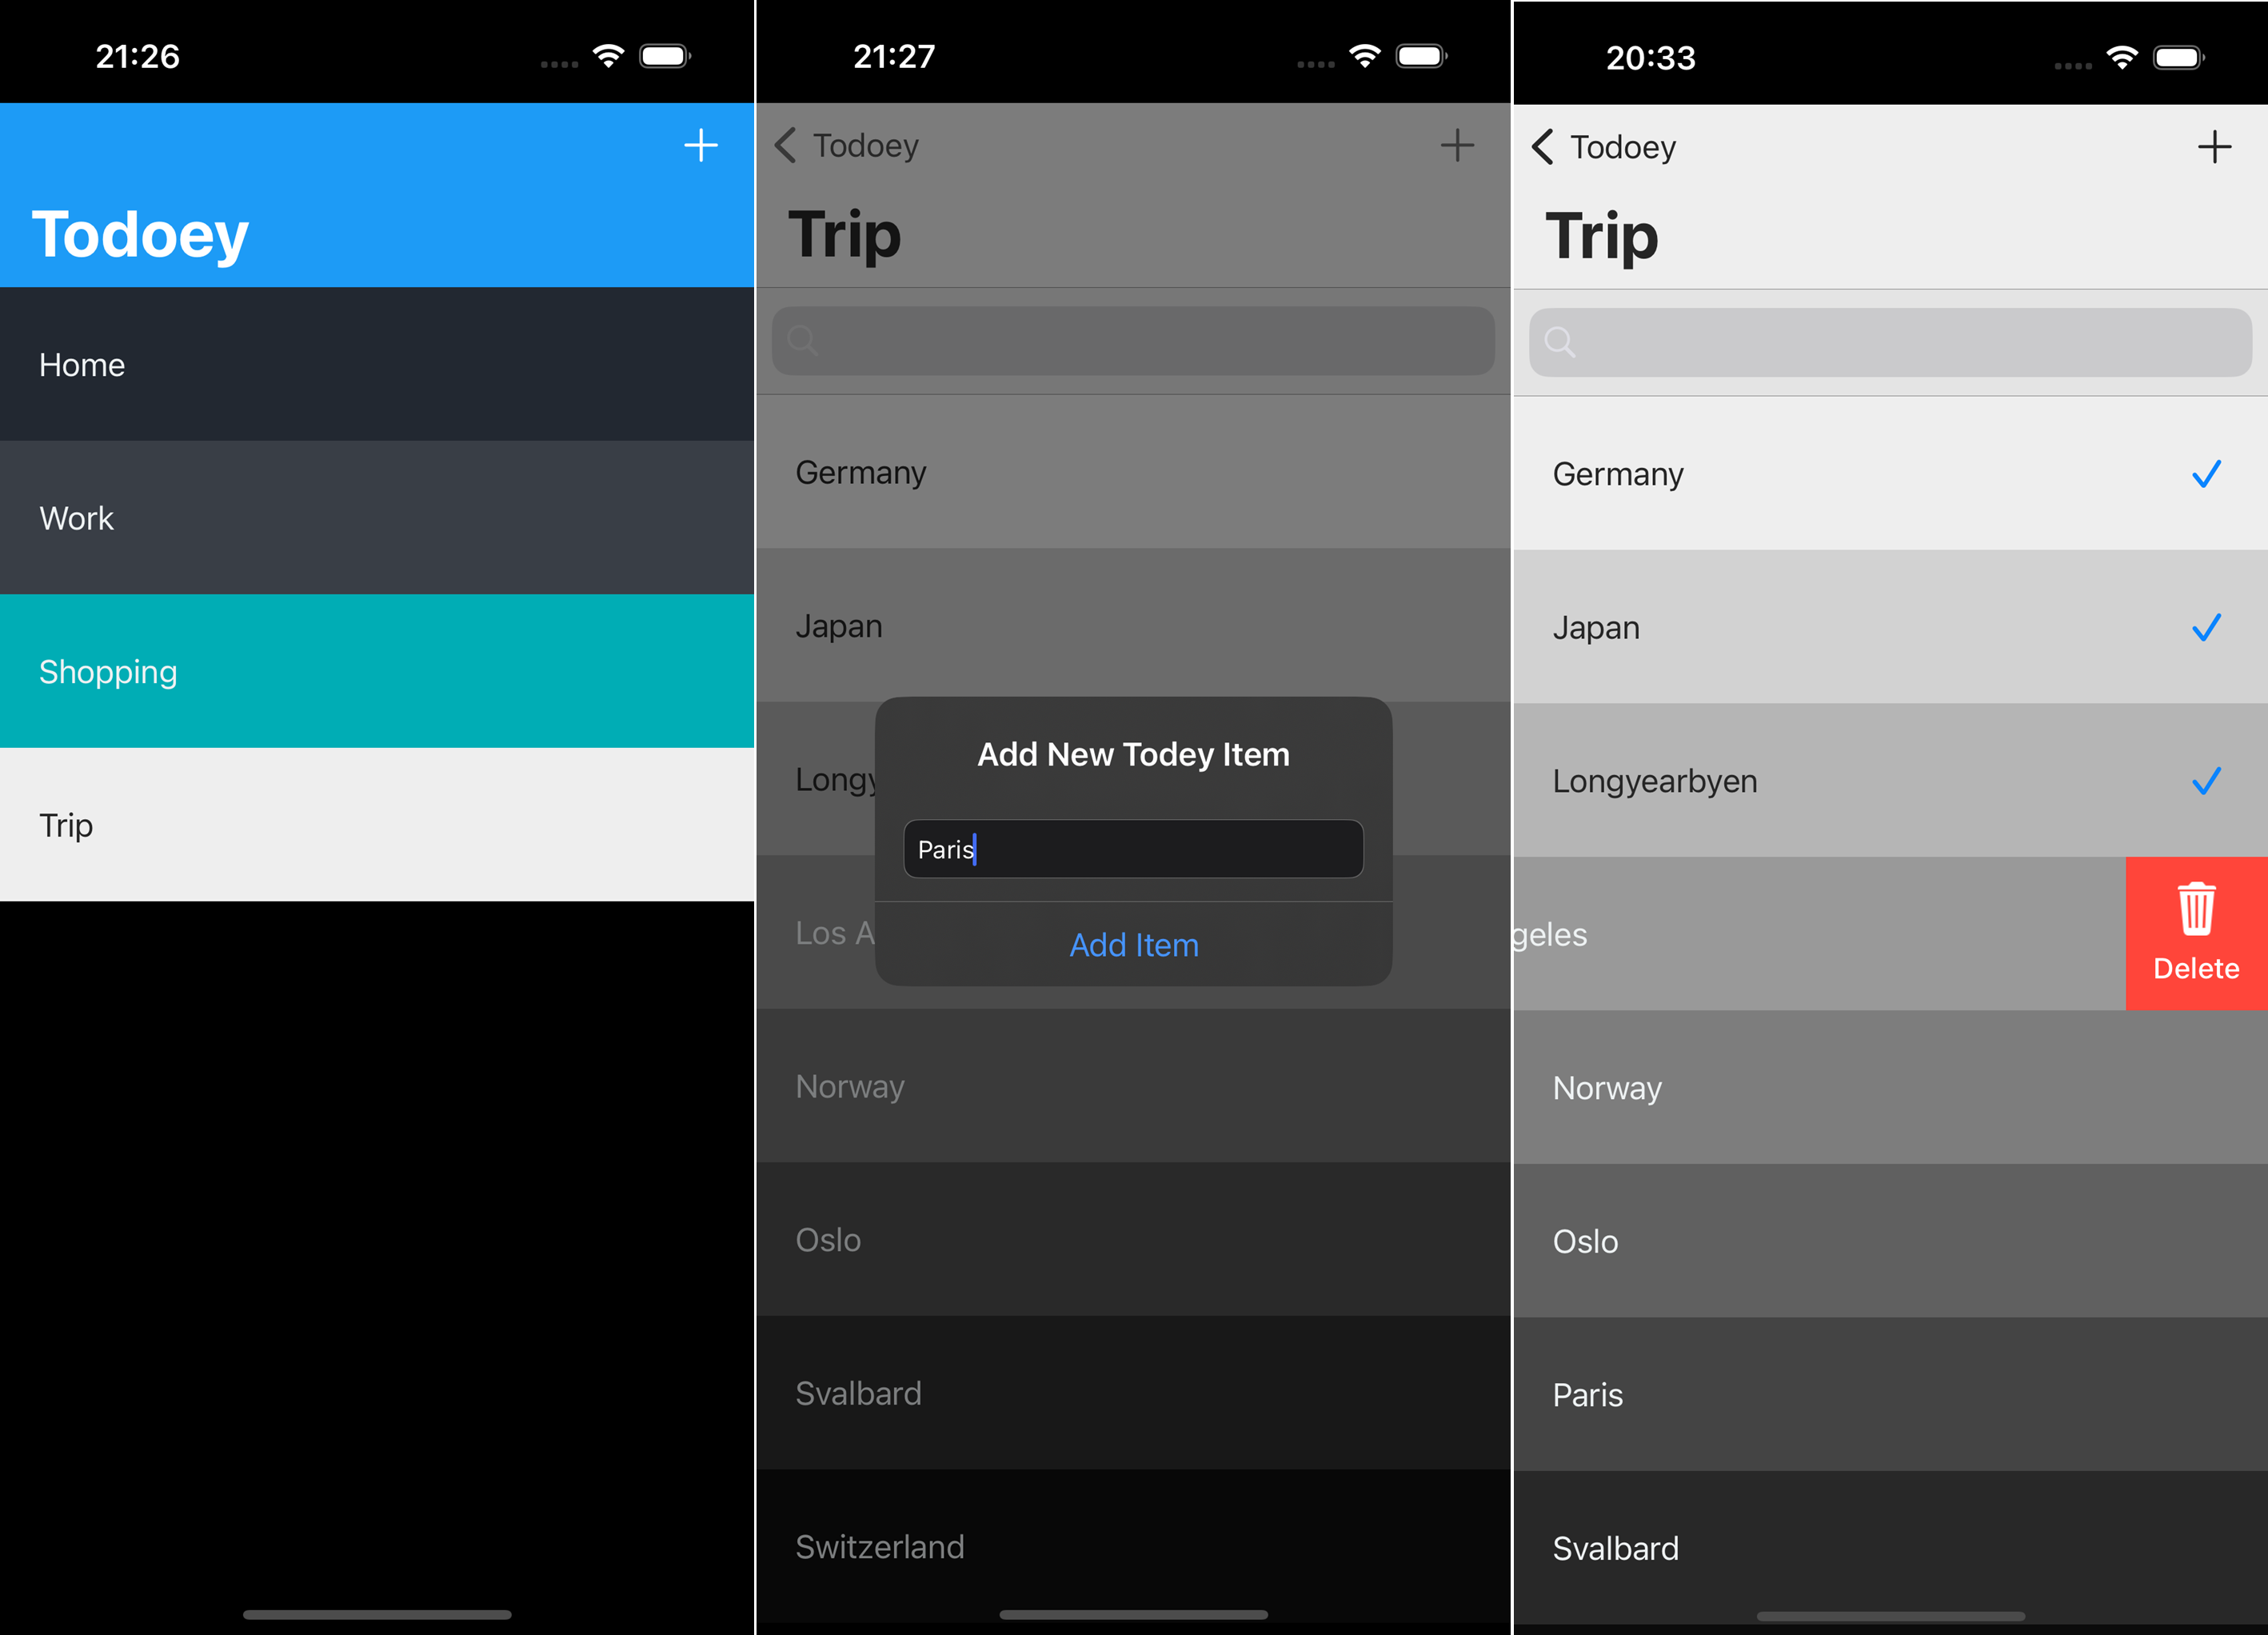 21:26
Todoey
Home
Work
Shopping
Trip
21:27
Todoey
Trip
Germany
Japan
Longy
Los A
Norway
Oslo
Svalbard
Switzerland
Add New Todey Item
Paris
Add Item
20:33
Todoey
Trip
Germany
Japan
Longyearbyen
geles
Delete
Norway
Oslo
Paris
Svalbard